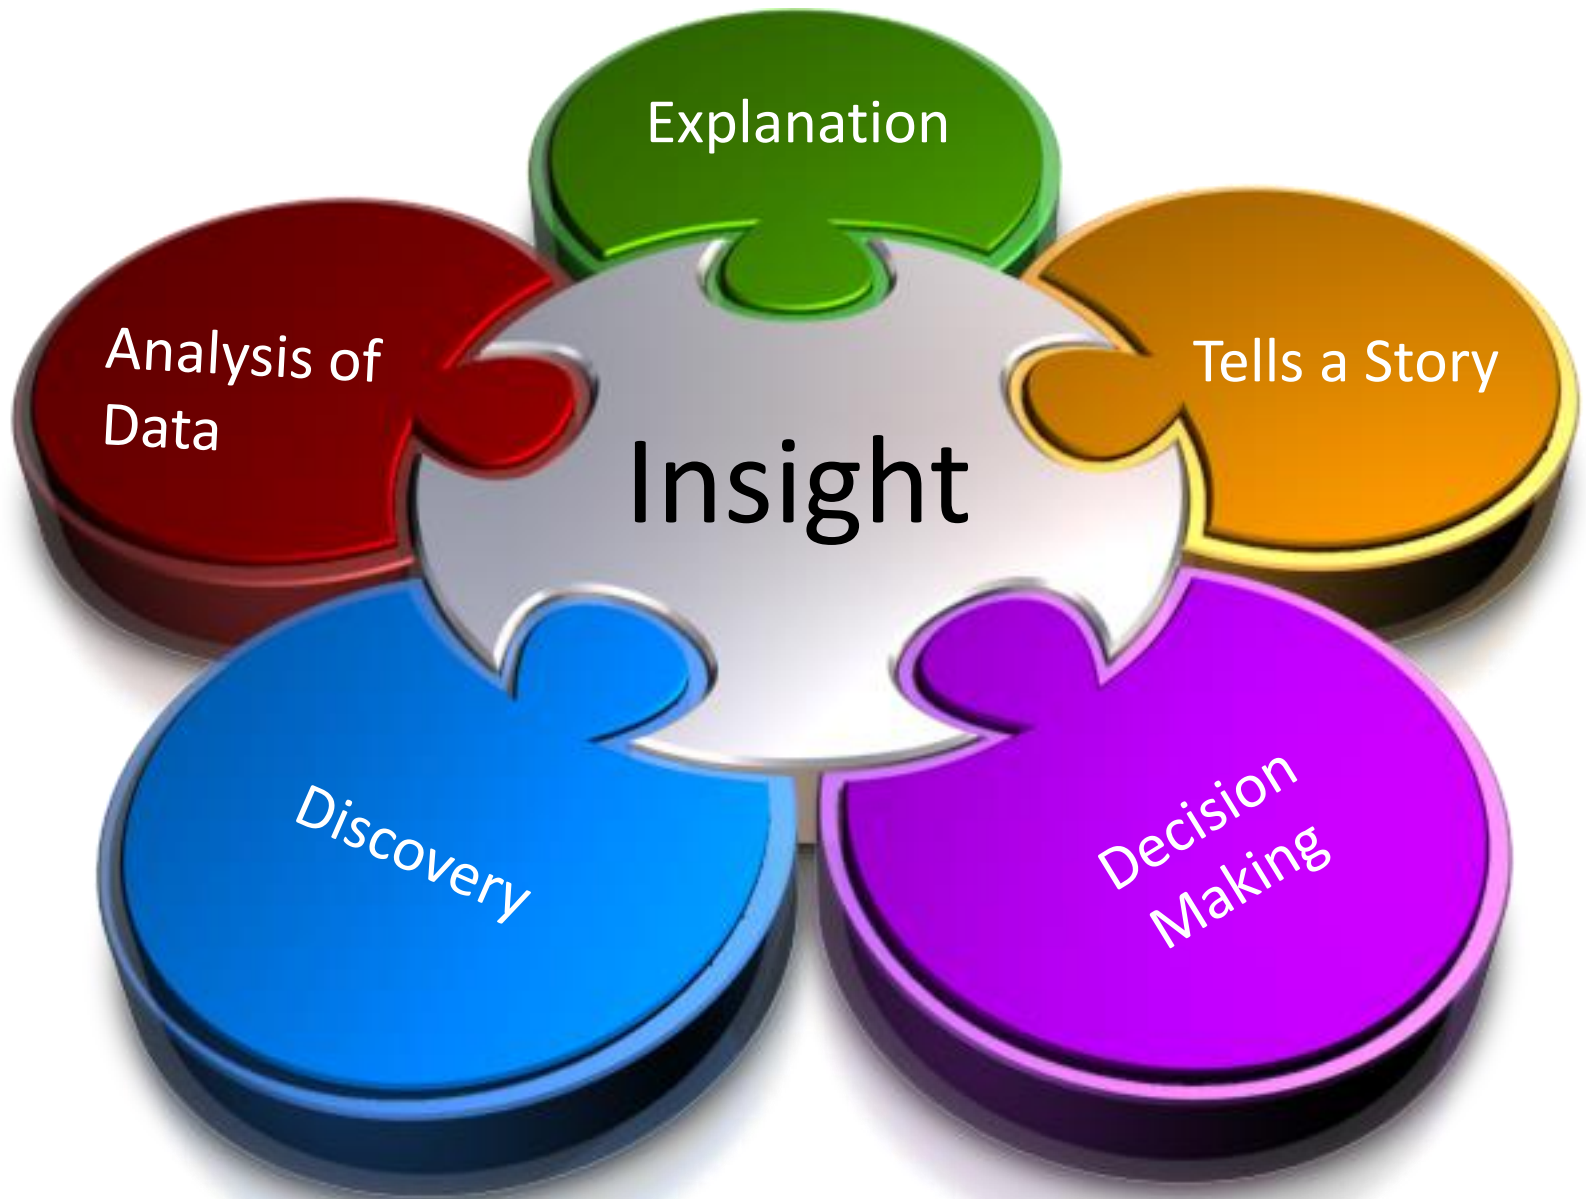 Explanation
Analysis of
Data
Tells a Story
Insight
Discovery
Decision
Making